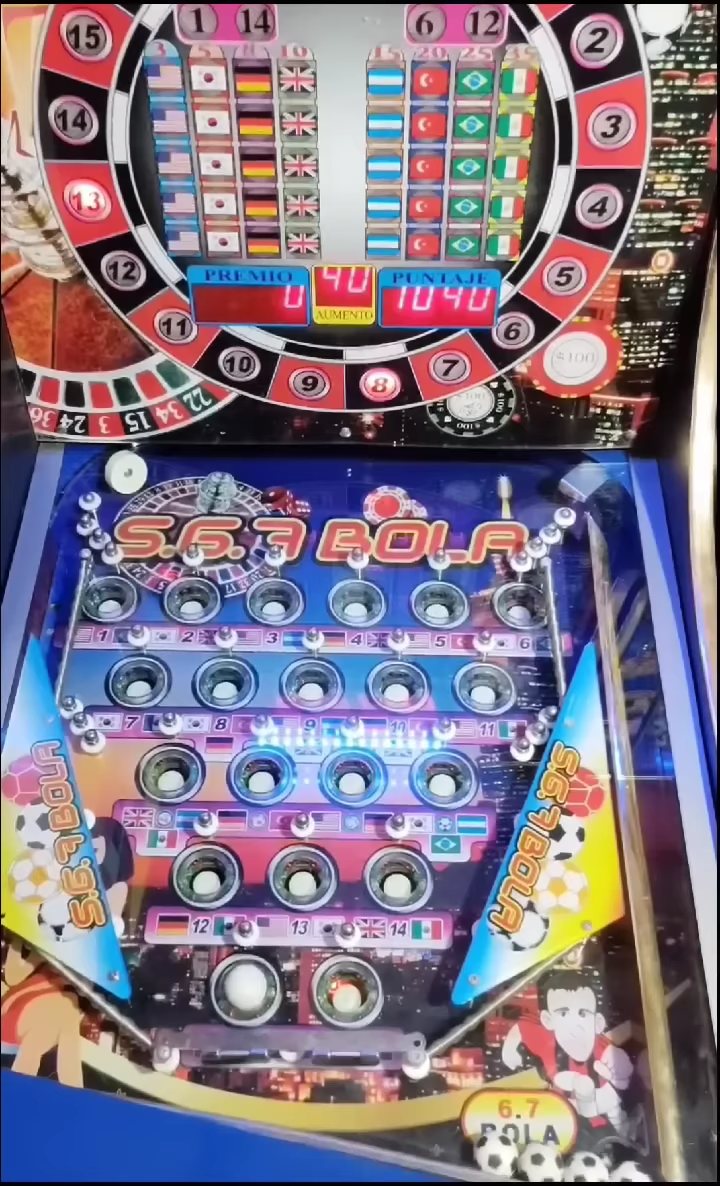 1 14 6 12
15 2
3 5 8 10 15 20 25 35
14 3
13 4
12 5
PREMIO 40 PUNTAJE
0 AUMENTO 1040
11 6
10 7
9 8
$100
36 24 3 15 34 22
5.6.7 BOLA
1 2 3 4 5 6
7 8 9 10 11
5.6.7 BOLA
5.6.7 BOLA
12 13 14
6.7
BOLA